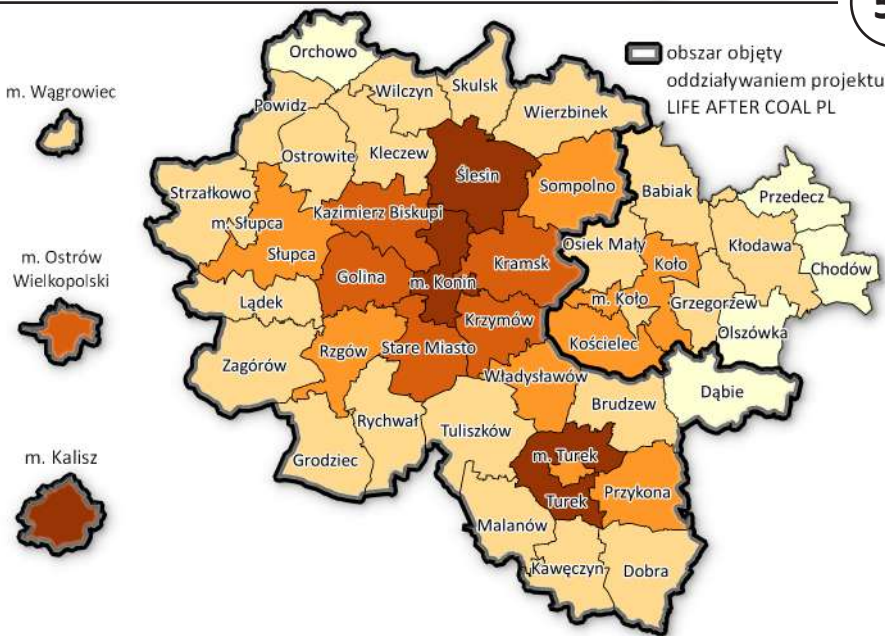 5
obszar objęty
oddziaływaniem projektu
LIFE AFTER COAL PL
m. Wągrowiec
m. Ostrów
Wielkopolski
m. Kalisz
Orchowo
Powidz
Wilczyn
Skulsk
Wierzbinek
Ostrowite
Kleczew
Ślesin
Sompolno
Strzałkowo
m. Słupca
Słupca
Kazimierz Biskupi
Golina
m. Konin
Kramsk
Lądek
Zagórów
Rzgów
Stare Miasto
Krzymów
Babiak
Przedecz
Osiek Mały
Koło
Kłodawa
Chodów
m. Koło
Grzegorzew
Kościelec
Olszówka
Władysławów
Dąbie
Brudzew
Rychwał
Grodziec
Tuliszków
m. Turek
Turek
Przykona
Malanów
Kawęczyn
Dobra